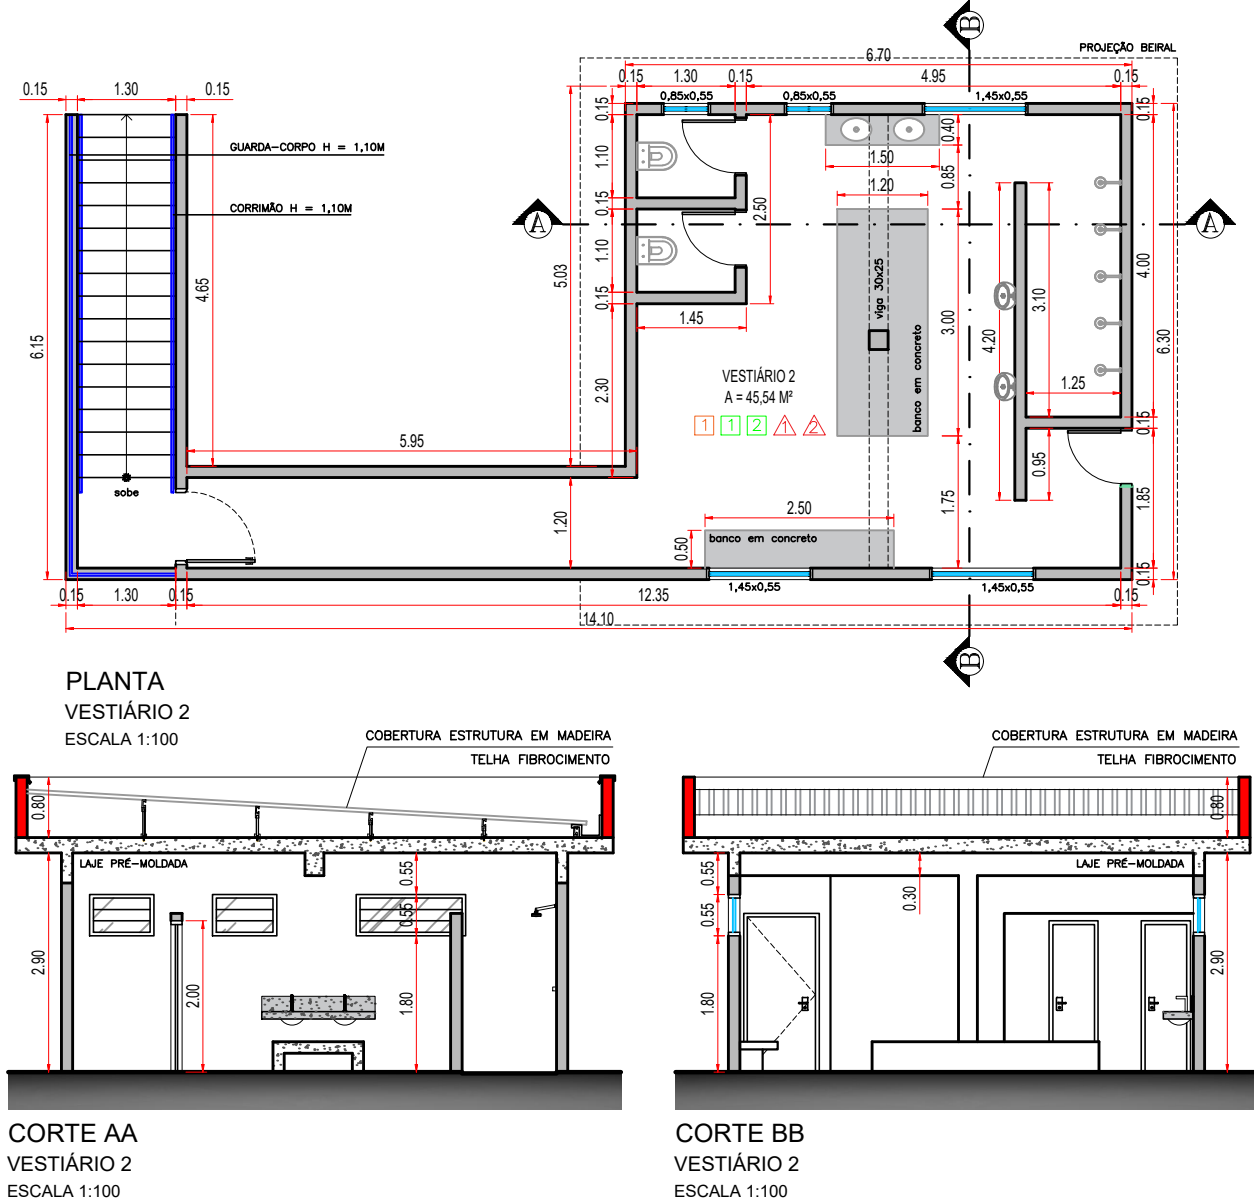 B
PROJEÇÃO BEIRAL
6.70
0.15 1.30 0.15
0.15 1.30 0.15 4.95 0.15
0,85x0,55 0,85x0,55 1,45x0,55
0.15
0.15
GUARDA-CORPO H = 1,10M
CORRIMÃO H = 1,10M
0.40
1.50
1.20
0.85
1.10
0.15
2.50
A
A
1.10
5.03
4.00
4.65
0.15
viga 30x25
3.00
3.10
4.20
6.30
6.15
1.45
banco em concreto
2.30
VESTIÁRIO 2
A = 45,54 M²
1 1 2 1 2
1.25
5.95
0.15
0.95
sobe
1.20
1.75
1.85
2.50
0.50
banco em concreto
0.15
1,45x0,55 1,45x0,55
0.15 1.30 0.15 12.35 0.15
14.10
B
PLANTA
VESTIÁRIO 2
ESCALA 1:100
COBERTURA ESTRUTURA EM MADEIRA
TELHA FIBROCIMENTO
0.80
LAJE PRÉ-MOLDADA
0.55
0.55
2.90
2.00
1.80
CORTE AA
VESTIÁRIO 2
ESCALA 1:100
COBERTURA ESTRUTURA EM MADEIRA
TELHA FIBROCIMENTO
0.80
LAJE PRÉ-MOLDADA
0.55
0.30
0.55
2.90
1.80
CORTE BB
VESTIÁRIO 2
ESCALA 1:100